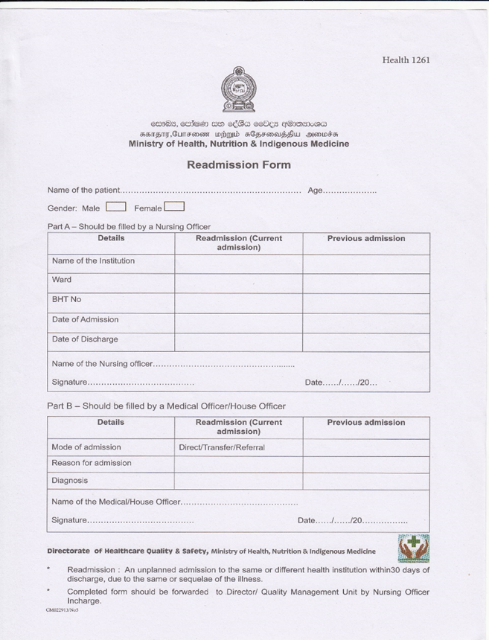 Health 1261
සෞඛ්‍ය, පෝෂණ සහ දේශීය වෛද්‍ය අමාත්‍යාංශය
சுகாதார,போசணை மற்றும் சுதேசவைத்திய அமைச்சு
Ministry of Health, Nutrition & Indigenous Medicine
Readmission Form
Name of the patient............................................................. Age...................
Gender: Male Female
Part A – Should be filled by a Nursing Officer
Details Readmission (Current admission) Previous admission
Name of the Institution
Ward
BHT No
Date of Admission
Date of Discharge
Name of the Nursing officer................................................
Signature..................................... Date....../....../20...
Part B – Should be filled by a Medical Officer/House Officer
Details Readmission (Current admission) Previous admission
Mode of admission Direct/Transfer/Referral
Reason for admission
Diagnosis
Name of the Medical/House Officer........................................
Signature..................................... Date....../....../20................
Directorate of Healthcare Quality & Safety, Ministry of Health, Nutrition & Indigenous Medicine
* Readmission : An unplanned admission to the same or different health institution within30 days of
discharge, due to the same or sequelae of the illness.
* Completed form should be forwarded to Director/ Quality Management Unit by Nursing Officer
Incharge.